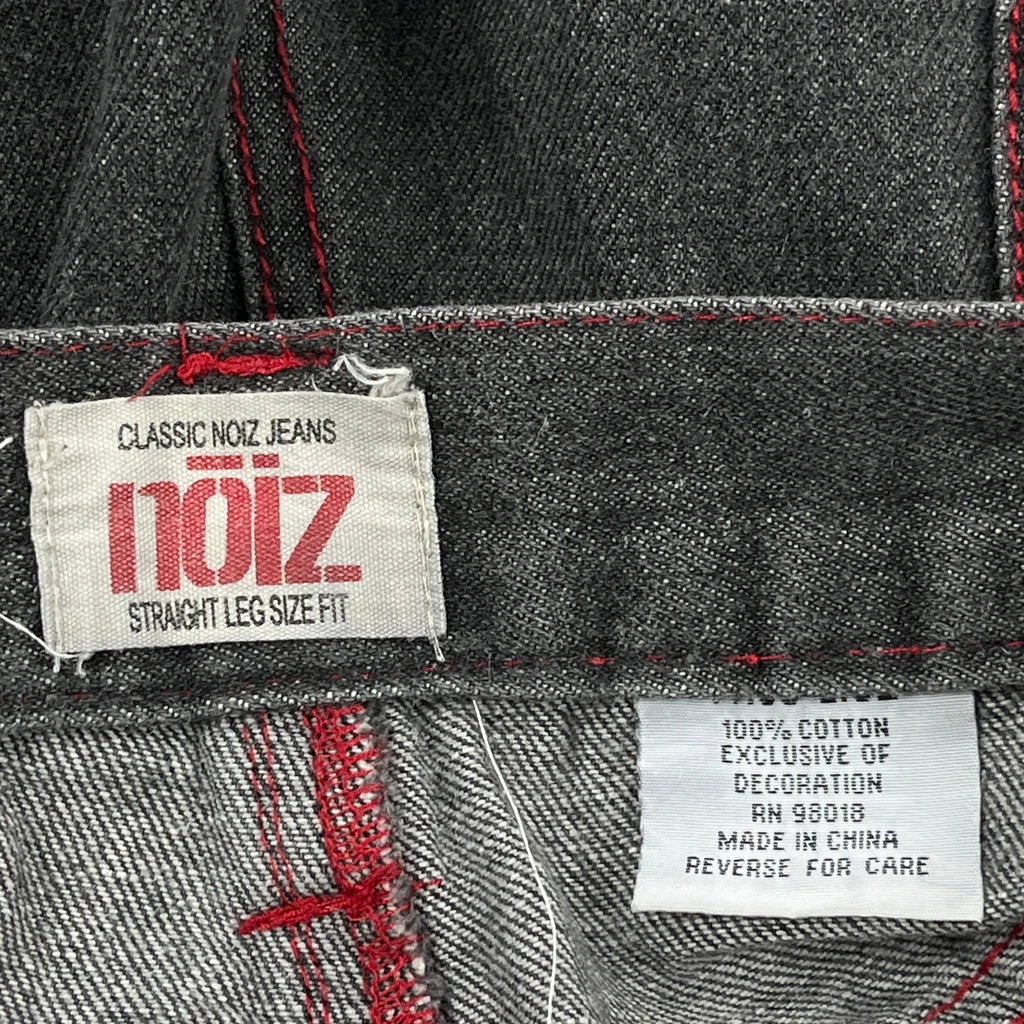 CLASSIC NOIZ JEANS
nōiz
STRAIGHT LEG SIZE FIT
100% COTTON
EXCLUSIVE OF
DECORATION
RN 98018
MADE IN CHINA
REVERSE FOR CARE